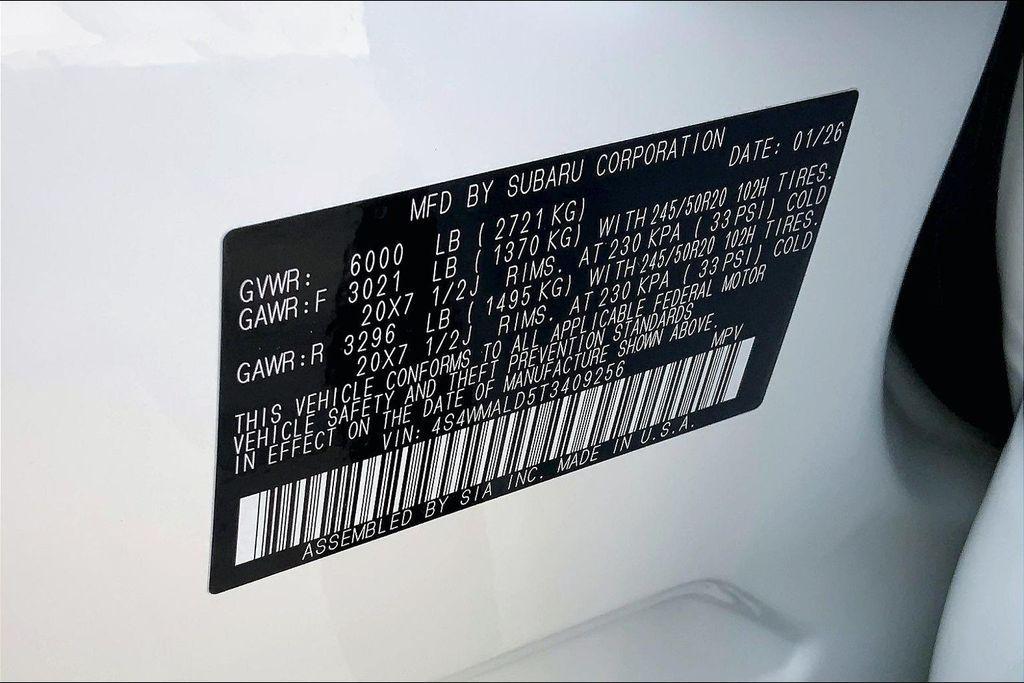 MFD BY SUBARU CORPORATION DATE: 01/26
GVWR: 6000 LB ( 2721 KG)
GAWR:F 3021 LB ( 1370 KG) WITH 245/50R20 102H TIRES.
20X7 1/2J RIMS. AT 230 KPA ( 33 PSI) COLD
GAWR:R 3296 LB ( 1495 KG) WITH 245/50R20 102H TIRES.
20X7 1/2J RIMS. AT 230 KPA ( 33 PSI) COLD
THIS VEHICLE CONFORMS TO ALL APPLICABLE FEDERAL MOTOR
VEHICLE SAFETY AND THEFT PREVENTION STANDARDS
IN EFFECT ON THE DATE OF MANUFACTURE SHOWN ABOVE.
VIN: 4S4WMALD5T3409256 MPV
ASSEMBLED BY SIA INC. MADE IN U.S.A.